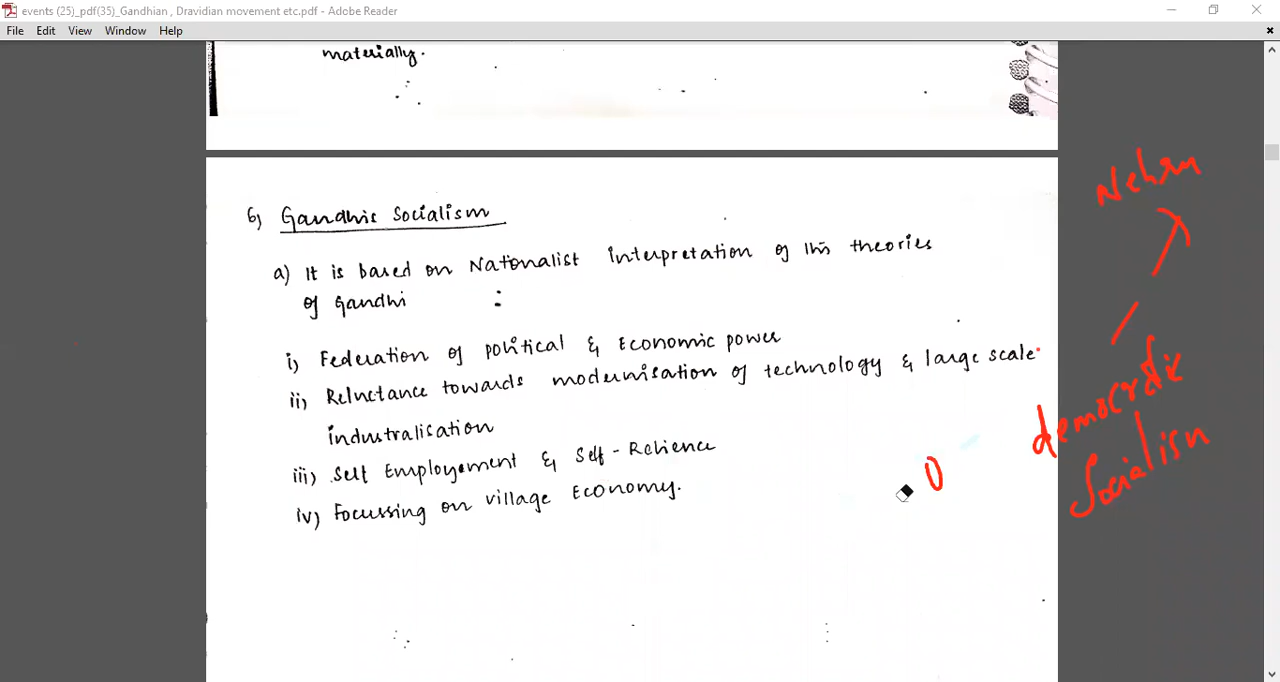 events (25)_pdf(35)_Gandhian , Dravidian movement etc.pdf - Adobe Reader
File Edit View Window Help
materially.
6) Gandhis Socialism
a) It is based on Nationalist interpretation of this theories
of Gandhi :
i) Federation of political & Economic power
ii) Reluctance towards modernisation of technology & large scale
industralisation
iii) Self Employement & Self-Relience
iv) Focussing on village Economy.
Nehru
democratic
Socialism